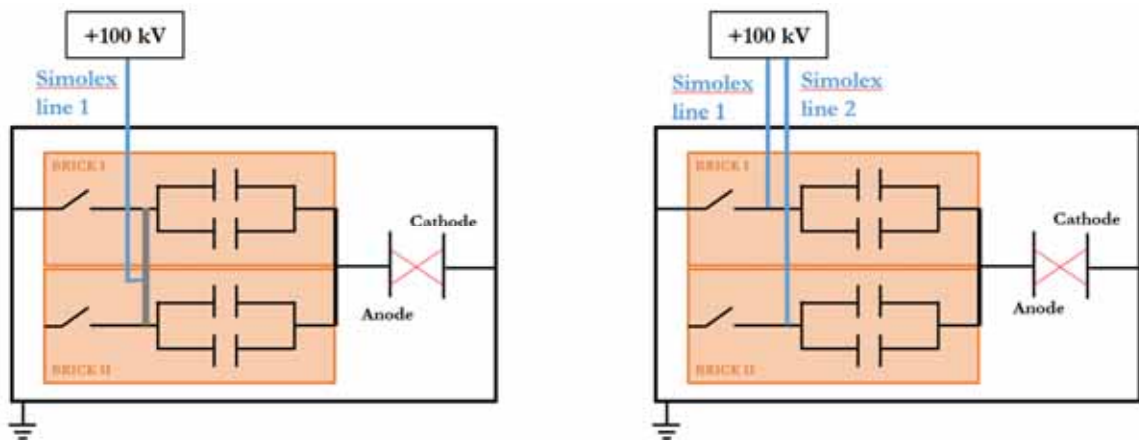 +100 kV
Simolex
line 1
BRICK I
Cathode
Anode
BRICK II
+100 kV
Simolex
line 1
Simolex
line 2
BRICK I
Cathode
Anode
BRICK II